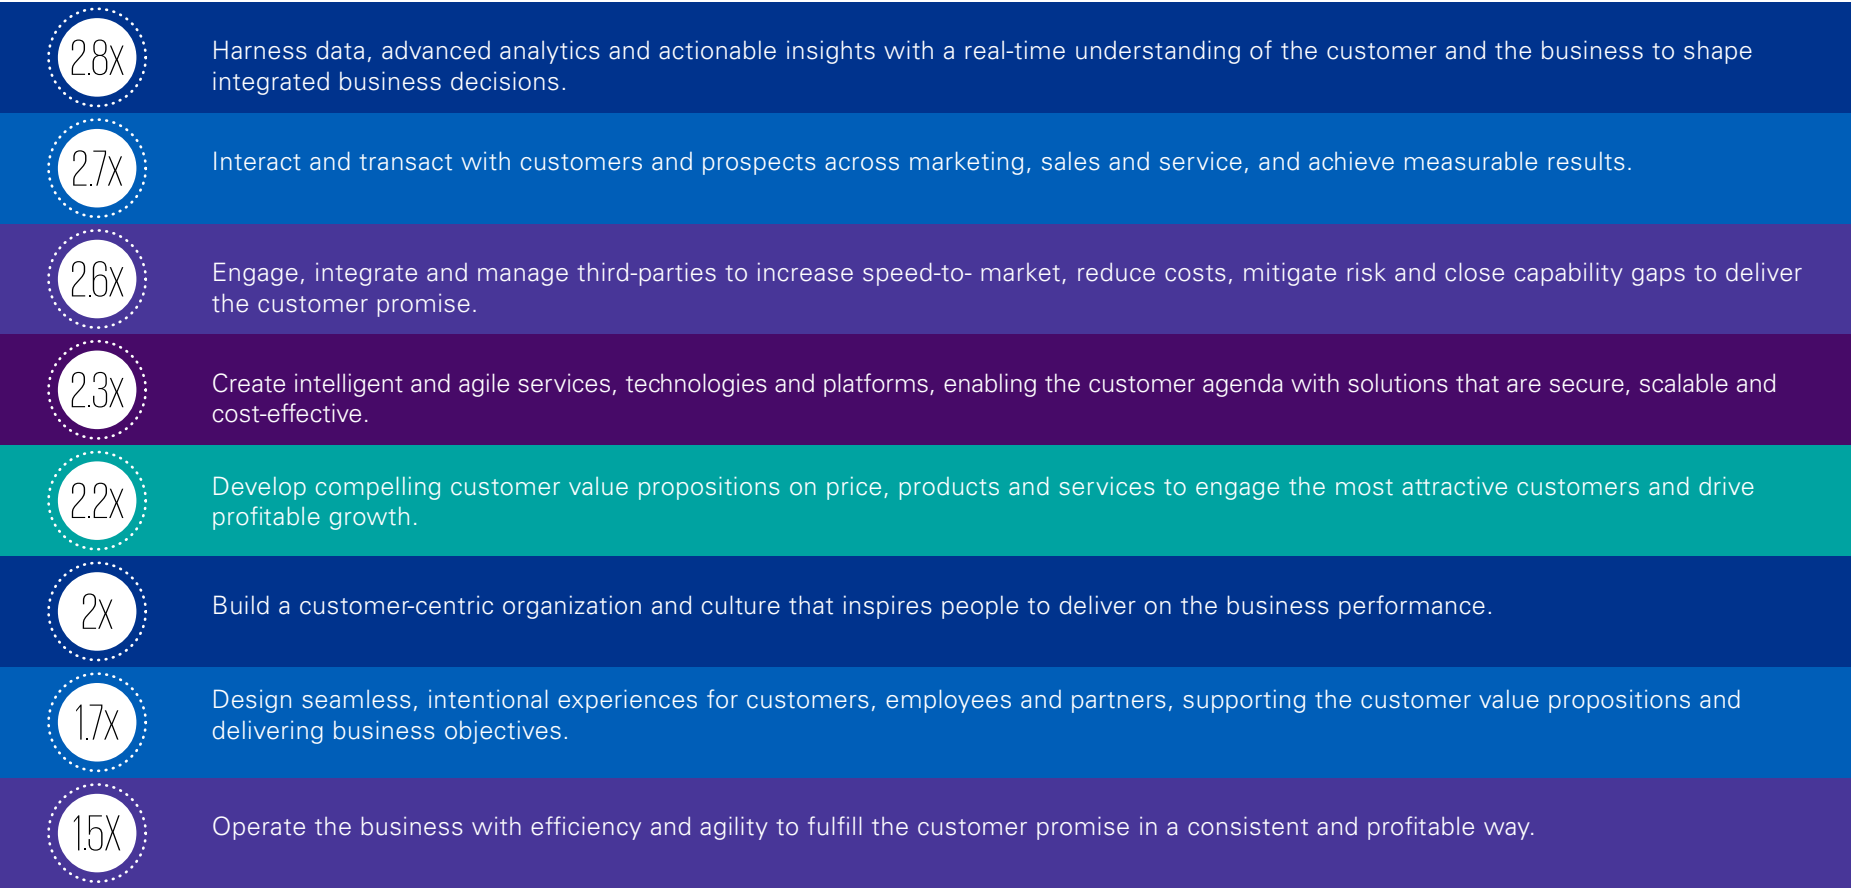 2.8X
Harness data, advanced analytics and actionable insights with a real-time understanding of the customer and the business to shape
integrated business decisions.
2.7X
Interact and transact with customers and prospects across marketing, sales and service, and achieve measurable results.
2.6X
Engage, integrate and manage third-parties to increase speed-to- market, reduce costs, mitigate risk and close capability gaps to deliver
the customer promise.
2.3X
Create intelligent and agile services, technologies and platforms, enabling the customer agenda with solutions that are secure, scalable and
cost-effective.
2.2X
Develop compelling customer value propositions on price, products and services to engage the most attractive customers and drive
profitable growth.
2X
Build a customer-centric organization and culture that inspires people to deliver on the business performance.
1.7X
Design seamless, intentional experiences for customers, employees and partners, supporting the customer value propositions and
delivering business objectives.
1.5X
Operate the business with efficiency and agility to fulfill the customer promise in a consistent and profitable way.